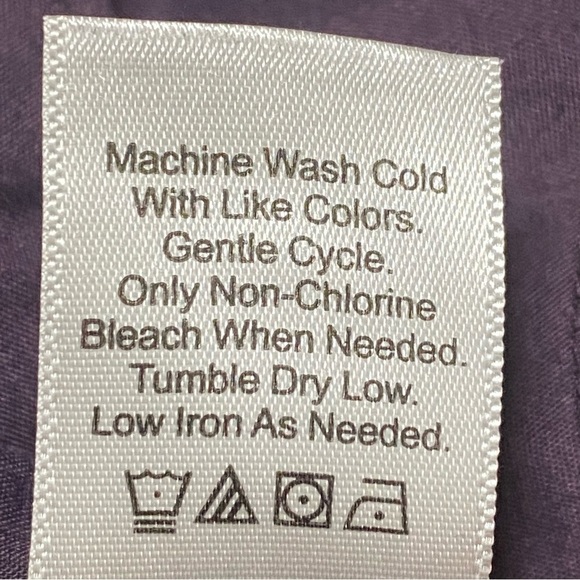 Machine Wash Cold
With Like Colors.
Gentle Cycle.
Only Non-Chlorine
Bleach When Needed.
Tumble Dry Low.
Low Iron As Needed.